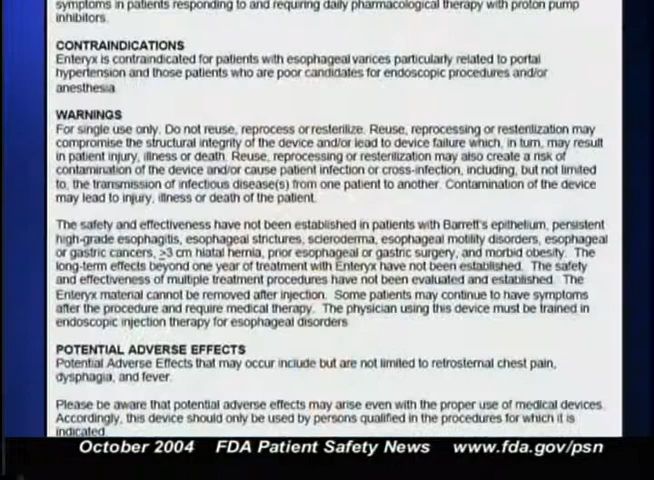 symptoms in patients responding to and requiring daily pharmacological therapy with proton pump
inhibitors.
CONTRAINDICATIONS
Enteryx is contraindicated for patients with esophageal varices particularly related to portal
hypertension and those patients who are poor candidates for endoscopic procedures and/or
anesthesia
WARNINGS
For single use only. Do not reuse, reprocess or resterilize. Reuse, reprocessing or resterilization may
compromise the structural integrity of the device and/or lead to device failure which, in turn, may result
in patient injury, illness or death. Reuse, reprocessing or resterilization may also create a risk of
contamination of the device and/or cause patient infection or cross-infection, including, but not limited
to, the transmission of infectious disease(s) from one patient to another. Contamination of the device
may lead to injury, illness or death of the patient.
The safety and effectiveness have not been established in patients with Barrett's epithelium, persistent
high-grade esophagitis, esophageal strictures, scleroderma, esophageal motility disorders, esophageal
or gastric cancers, ≥3 cm hiatal hernia, prior esophageal or gastric surgery, and morbid obesity. The
long-term effects beyond one year of treatment with Enteryx have not been established. The safety
and effectiveness of multiple treatment procedures have not been evaluated and established. The
Enteryx material cannot be removed after injection. Some patients may continue to have symptoms
after the procedure and require medical therapy. The physician using this device must be trained in
endoscopic injection therapy for esophageal disorders
POTENTIAL ADVERSE EFFECTS
Potential Adverse Effects that may occur include but are not limited to retrosternal chest pain,
dysphagia, and fever.
Please be aware that potential adverse effects may arise even with the proper use of medical devices.
Accordingly, this device should only be used by persons qualified in the procedures for which it is
indicated.
October 2004 FDA Patient Safety News www.fda.gov/psn